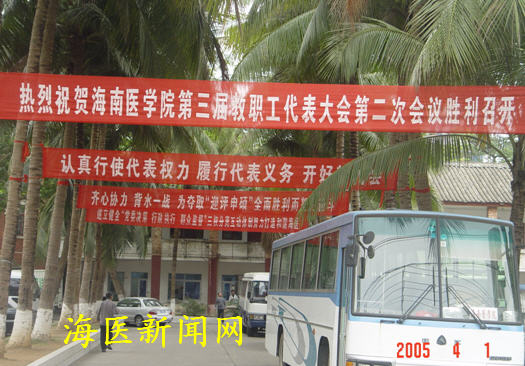 热烈祝贺海南医学院第三届教职工代表大会第二次会议胜利召开
认真行使代表权力 履行代表义务 开好
齐心协力 背水一战 为夺取“迎评申硕”全面胜利而
海医新闻网
2005 4 1